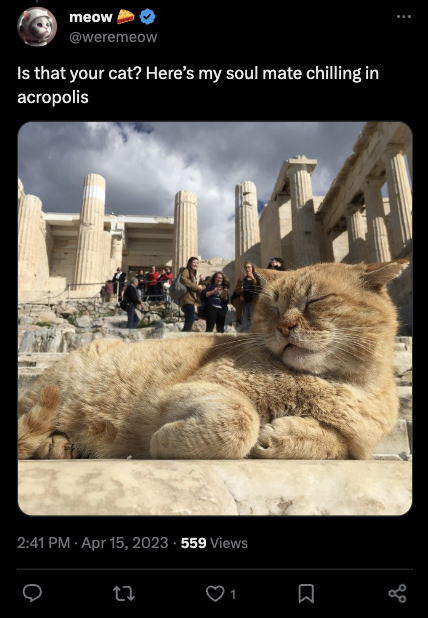 meow 🧀
@weremeow
Is that your cat? Here’s my soul mate chilling in
acropolis
2:41 PM · Apr 15, 2023 · 559 Views
1